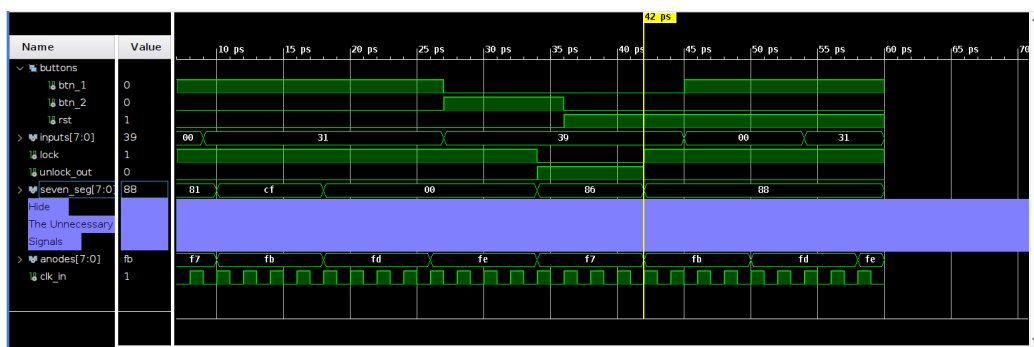 42 ps
Name Value
10 ps 15 ps 20 ps 25 ps 30 ps 35 ps 40 ps 45 ps 50 ps 55 ps 60 ps 65 ps 70
buttons
btn_1 0
btn_2 0
rst 1
inputs[7:0] 39 00 31 39 00 31
lock 1
unlock_out 0
seven_seg[7:0] 88 81 cf 00 86 88
Hide
The Unnecessary
Signals
anodes[7:0] fb f7 fb fd fe f7 fb fd fe
clk_in 1